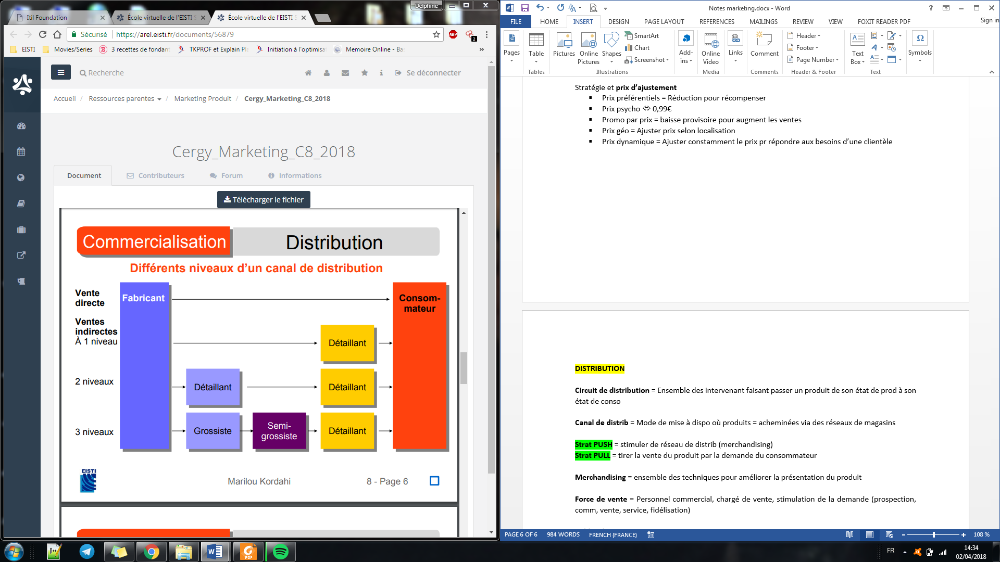 Delphine
Itil Foundation
École virtuelle de l'EISTI
École virtuelle de l'EISTI
Sécurisé
https://arel.eisti.fr/documents/56879
ABP
2
EISTI
Movies/Series
3 recettes de fondant
TKPROF et Explain Pl
Initiation à l'optimis
Memoire Online - Ba
»
Recherche
Se déconnecter
Accueil / Ressources parentes / Marketing Produit / Cergy_Marketing_C8_2018
Cergy_Marketing_C8_2018
Document
Contributeurs
Forum
Informations
Télécharger le fichier
Commercialisation
Distribution
Différents niveaux d’un canal de distribution
Vente
directe
Fabricant
Consom-
mateur
Ventes
indirectes
À 1 niveau
Détaillant
2 niveaux
Détaillant
Détaillant
3 niveaux
Grossiste
Semi-
grossiste
Détaillant
EISTI
Marilou Kordahi
8 - Page 6
Notes marketing.docx - Word
FILE
HOME
INSERT
DESIGN
PAGE LAYOUT
REFERENCES
MAILINGS
REVIEW
VIEW
FOXIT READER PDF
Sign in
Pages
Table
Pictures
Online
Pictures
Shapes
SmartArt
Chart
Screenshot
Add-
ins
Online
Video
Links
Comment
Header
Footer
Page Number
Text
Box
Symbols
Tables
Illustrations
Media
Comments
Header & Footer
Text
Stratégie et prix d’ajustement
▪ Prix préférentiels = Réduction pour récompenser
▪ Prix psycho ⇔ 0,99€
▪ Promo par prix = baisse provisoire pour augment les ventes
▪ Prix géo = Ajuster prix selon localisation
▪ Prix dynamique = Ajuster constamment le prix pr répondre aux besoins d’une clientèle
DISTRIBUTION
Circuit de distribution = Ensemble des intervenant faisant passer un produit de son état de prod à son
état de conso
Canal de distrib = Mode de mise à dispo où produits = acheminées via des réseaux de magasins
Strat PUSH = stimuler de réseau de distrib (merchandising)
Strat PULL = tirer la vente du produit par la demande du consommateur
Merchandising = ensemble des techniques pour améliorer la présentation du produit
Force de vente = Personnel commercial, chargé de vente, stimulation de la demande (prospection,
comm, vente, service, fidélisation)
PAGE 6 OF 6
984 WORDS
FRENCH (FRANCE)
108 %
PDF
FR
14:34
02/04/2018